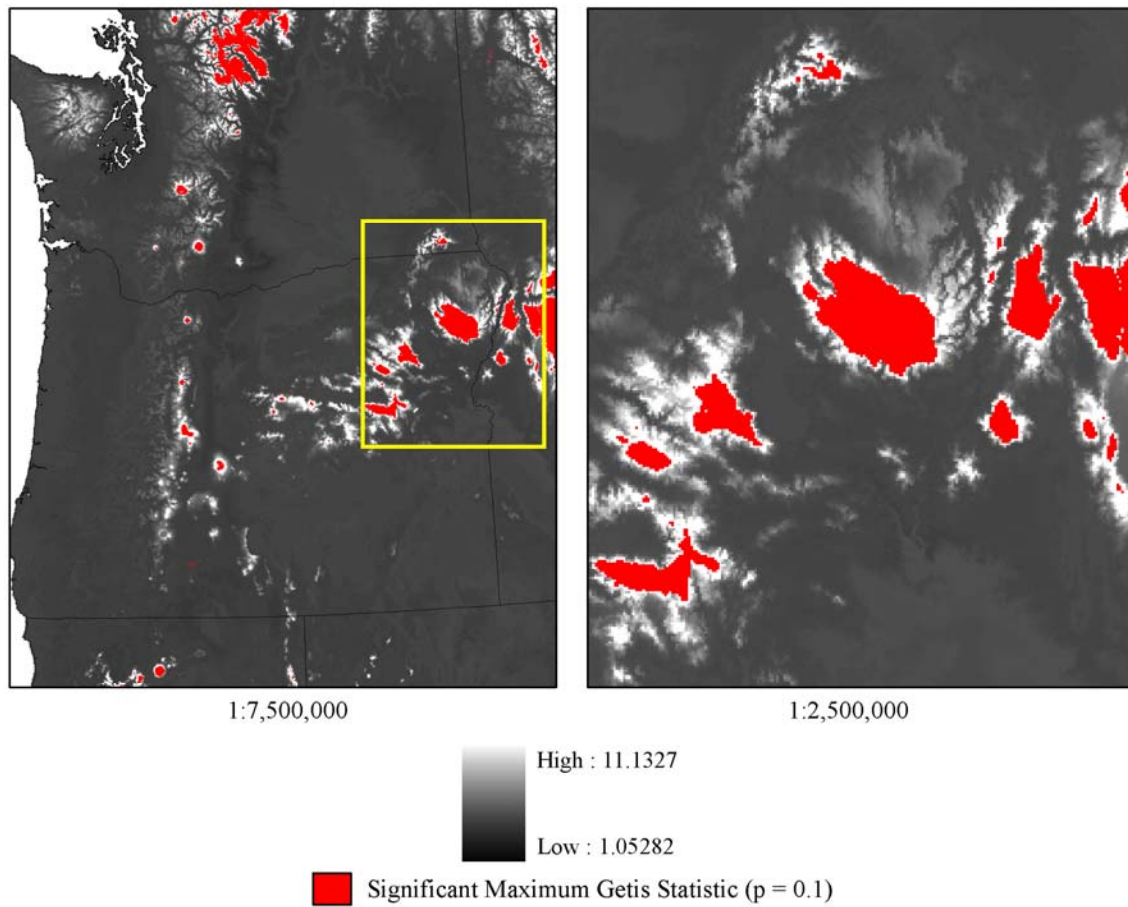 1:7,500,000
1:2,500,000
High : 11.1327
Low : 1.05282
Significant Maximum Getis Statistic (p = 0.1)